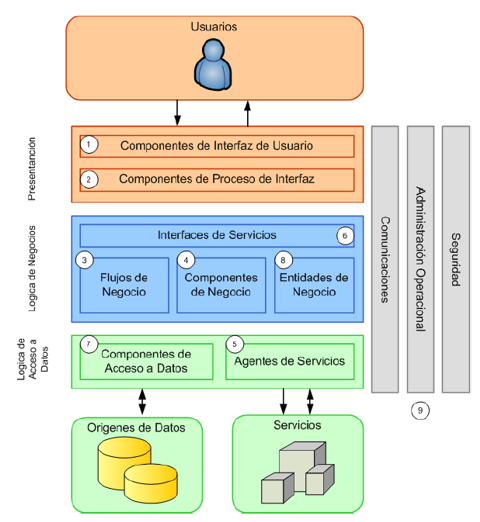 Usuarios
1
Componentes de Interfaz de Usuario
2
Componentes de Proceso de Interfaz
Presentanción
Interfaces de Servicios
6
3
Flujos de
Negocio
4
Componentes
de Negocio
8
Entidades de
Negocio
Logica de Negocios
7
Componentes de
Acceso a Datos
5
Agentes de Servicios
Logica de
Acceso a
Datos
Comunicaciones
Administración Operacional
Seguridad
9
Origenes de Datos
Servicios